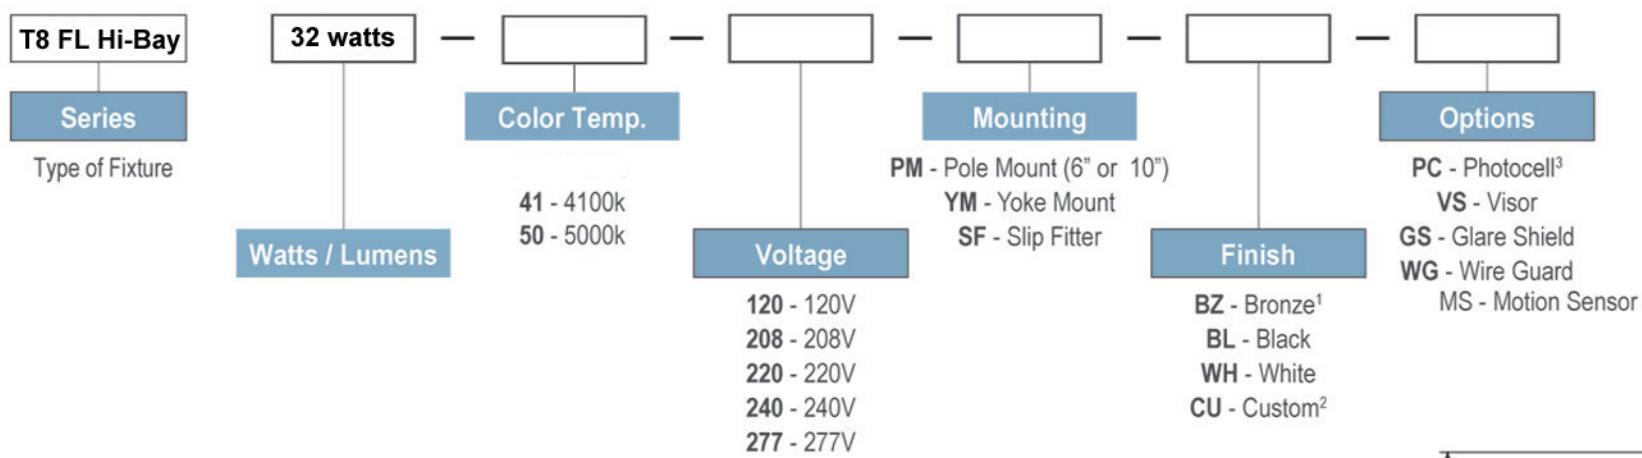 T8 FL Hi-Bay
32 watts
Series
Color Temp.
Mounting
Options
Type of Fixture
PM - Pole Mount (6” or 10”)
YM - Yoke Mount
SF - Slip Fitter
PC - Photocell³
VS - Visor
GS - Glare Shield
WG - Wire Guard
MS - Motion Sensor
41 - 4100k
50 - 5000k
Watts / Lumens
Voltage
Finish
120 - 120V
208 - 208V
220 - 220V
240 - 240V
277 - 277V
BZ - Bronze¹
BL - Black
WH - White
CU - Custom²